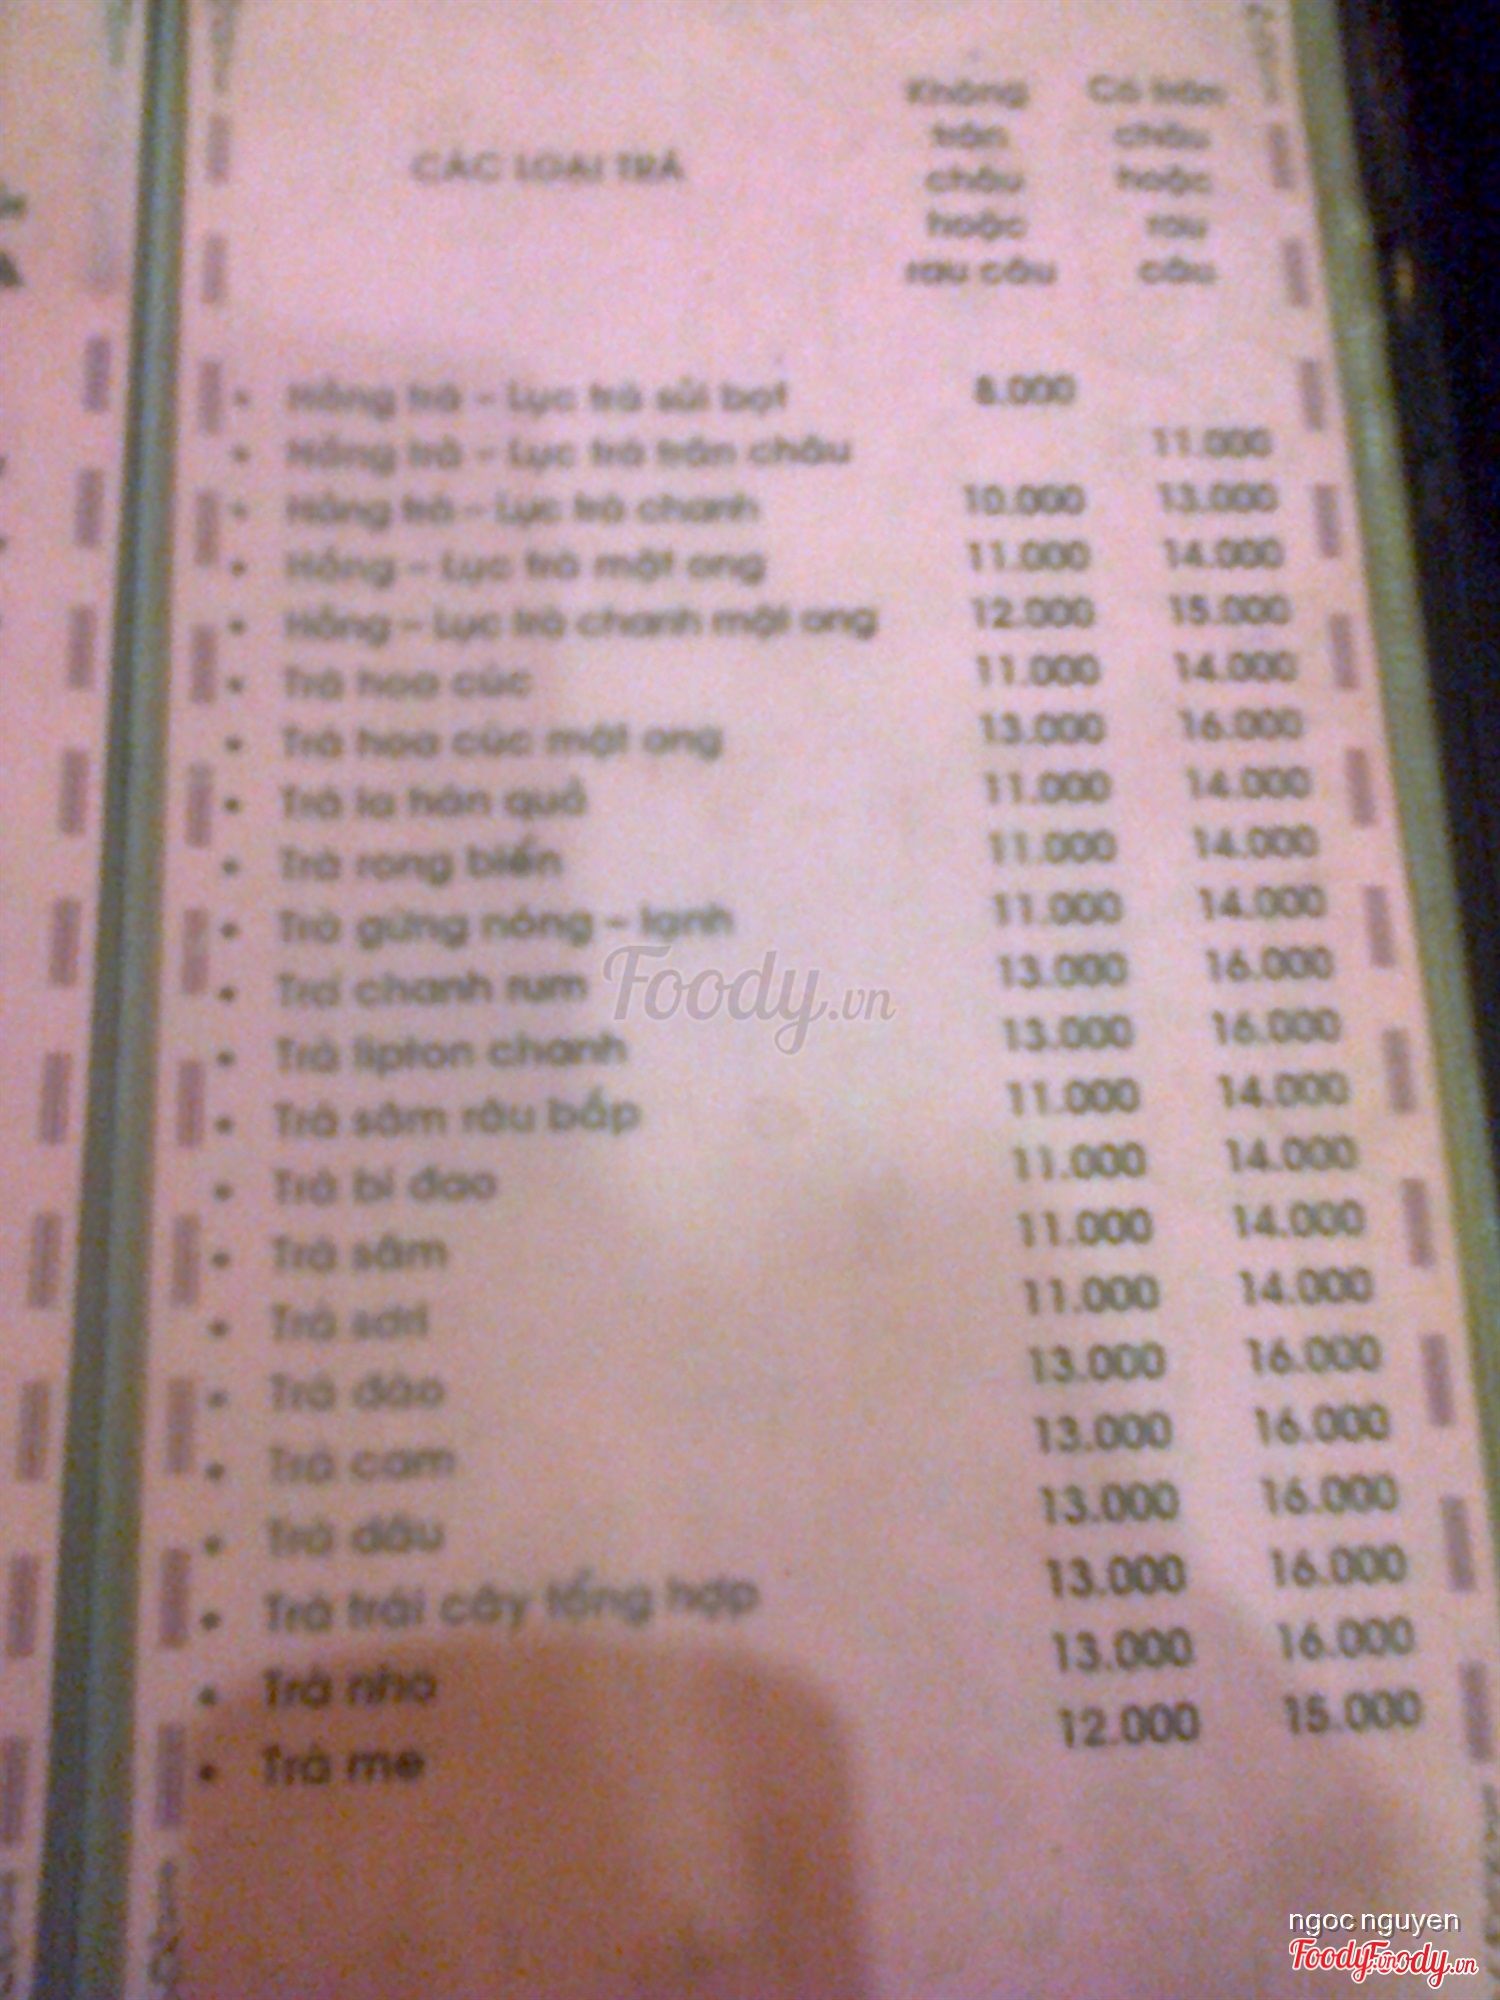 CÁC LOẠI TRÀ
Không trân châu hoặc rau câu
Có trân châu hoặc rau câu
• Hồng trà – Lục trà sủi bọt 8.000
• Hồng trà – Lục trà trân châu 11.000
• Hồng trà – Lục trà chanh 10.000 13.000
• Hồng – Lục trà mật ong 11.000 14.000
• Hồng – Lục trà chanh mật ong 12.000 15.000
• Trà hoa cúc 11.000 14.000
• Trà hoa cúc mật ong 13.000 16.000
• Trà la hán quả 11.000 14.000
• Trà rong biển 11.000 14.000
• Trà gừng nóng – lạnh 11.000 14.000
• Trà chanh rum 13.000 16.000
• Trà lipton chanh 13.000 16.000
• Trà sâm râu bắp 11.000 14.000
• Trà bí đao 11.000 14.000
• Trà sâm 11.000 14.000
• Trà sơri 11.000 14.000
• Trà đào 13.000 16.000
• Trà cam 13.000 16.000
• Trà dâu 13.000 16.000
• Trà trái cây tổng hợp 13.000 16.000
• Trà nho 13.000 16.000
• Trà me 12.000 15.000
Foody.vn
ngoc nguyen
Foody.vn